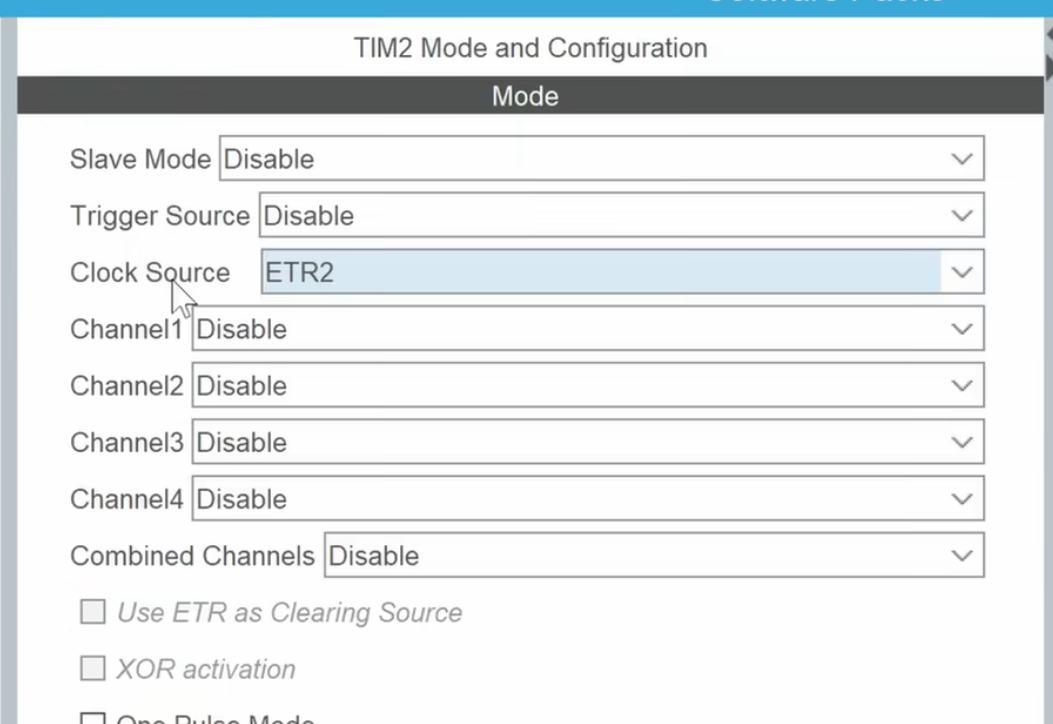 TIM2 Mode and Configuration
Mode
Slave Mode Disable
Trigger Source Disable
Clock Source ETR2
Channel1 Disable
Channel2 Disable
Channel3 Disable
Channel4 Disable
Combined Channels Disable
Use ETR as Clearing Source
XOR activation
One Pulse Mode